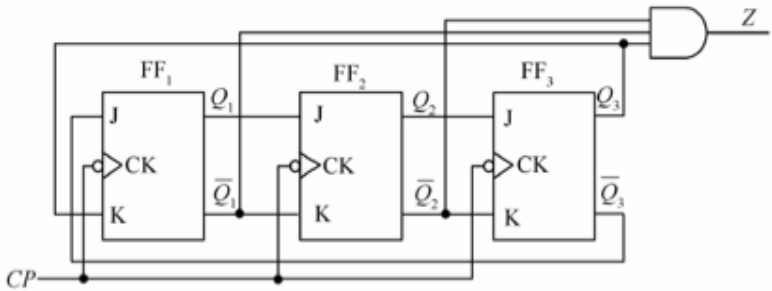 Z
FF₁ FF₂ FF₃
Q₁ Q₂ Q₃
J J J
CK CK CK
K Q̅₁ K Q̅₂ K Q̅₃
CP